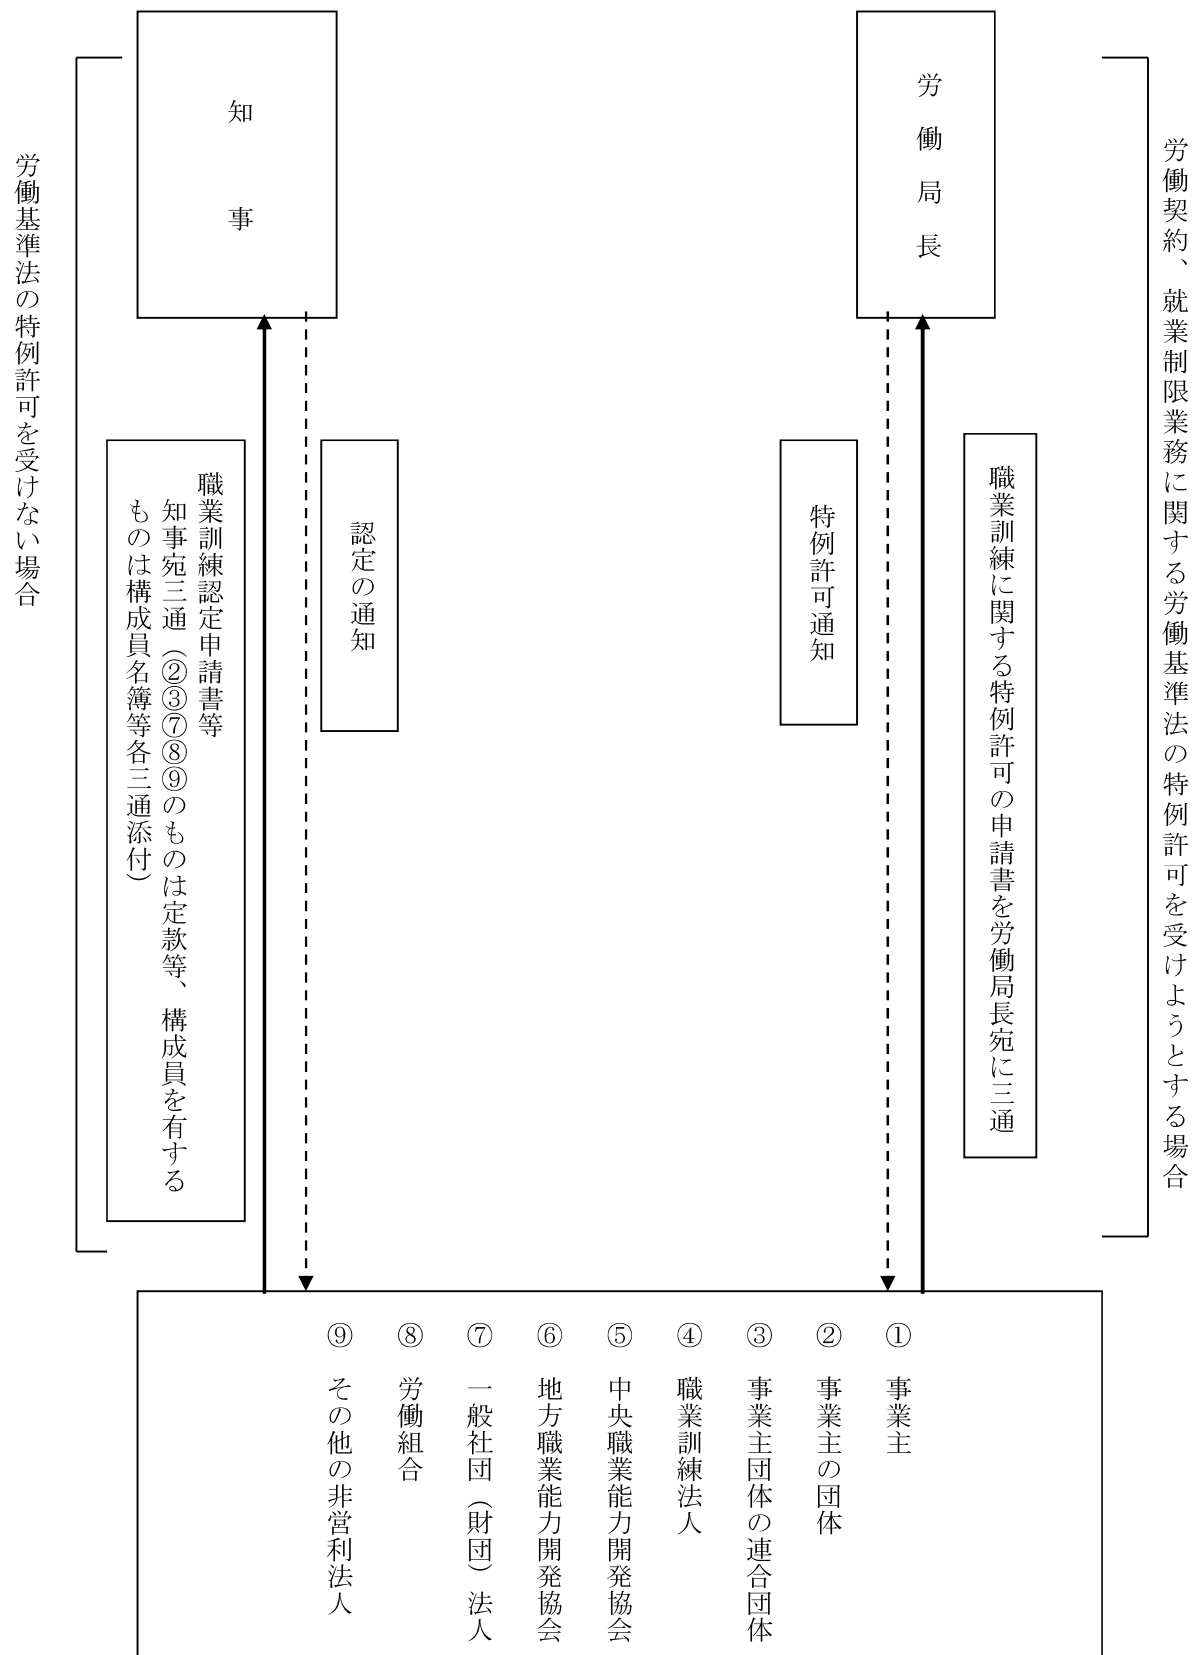 労働契約、就業制限業務に関する労働基準法の特例許可を受けようとする場合
労働局長
職業訓練に関する特例許可の申請書を労働局長宛に三通
特例許可通知
知事
認定の通知
職業訓練認定申請書等
知事宛三通（②③⑦⑧⑨のものは定款等、構成員を有する
ものは構成員名簿等各三通添付）
労働基準法の特例許可を受けない場合
① 事業主
② 事業主の団体
③ 事業主団体の連合団体
④ 職業訓練法人
⑤ 中央職業能力開発協会
⑥ 地方職業能力開発協会
⑦ 一般社団（財団）法人
⑧ 労働組合
⑨ その他の非営利法人